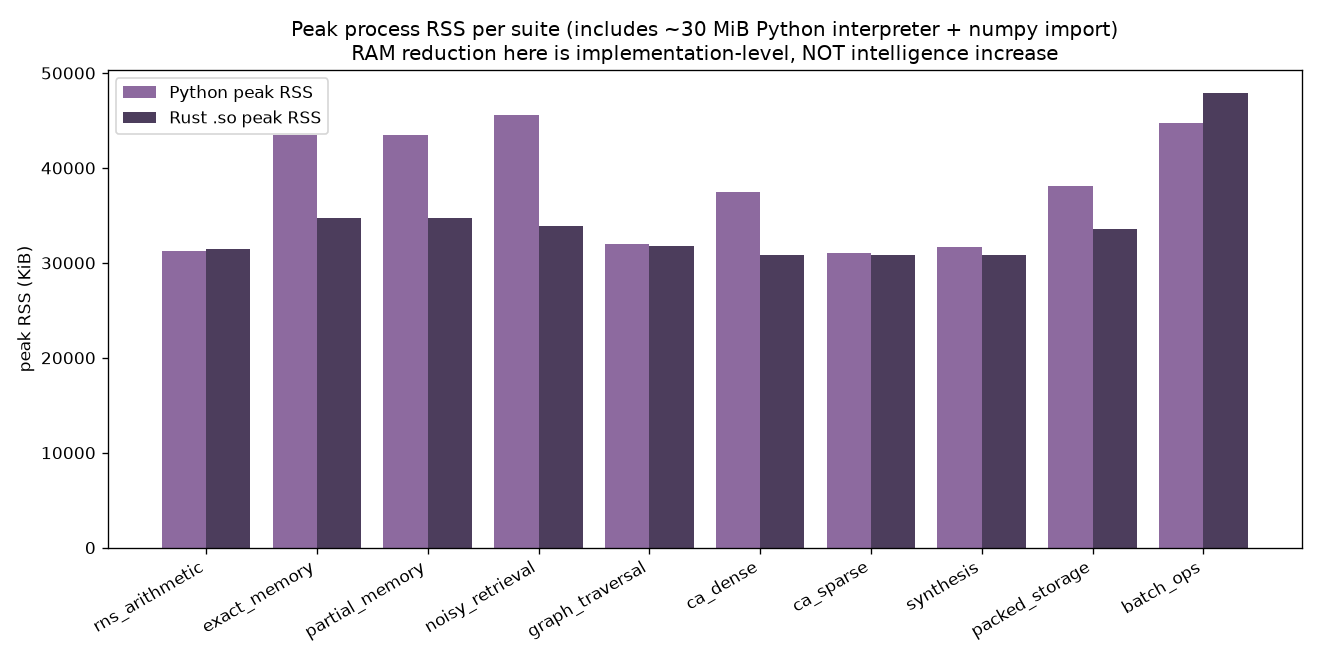 Peak process RSS per suite (includes ~30 MiB Python interpreter + numpy import)
RAM reduction here is implementation-level, NOT intelligence increase
Python peak RSS
Rust .so peak RSS
peak RSS (KiB)
50000
40000
30000
20000
10000
0
rns_arithmetic
exact_memory
partial_memory
noisy_retrieval
graph_traversal
ca_dense
ca_sparse
synthesis
packed_storage
batch_ops